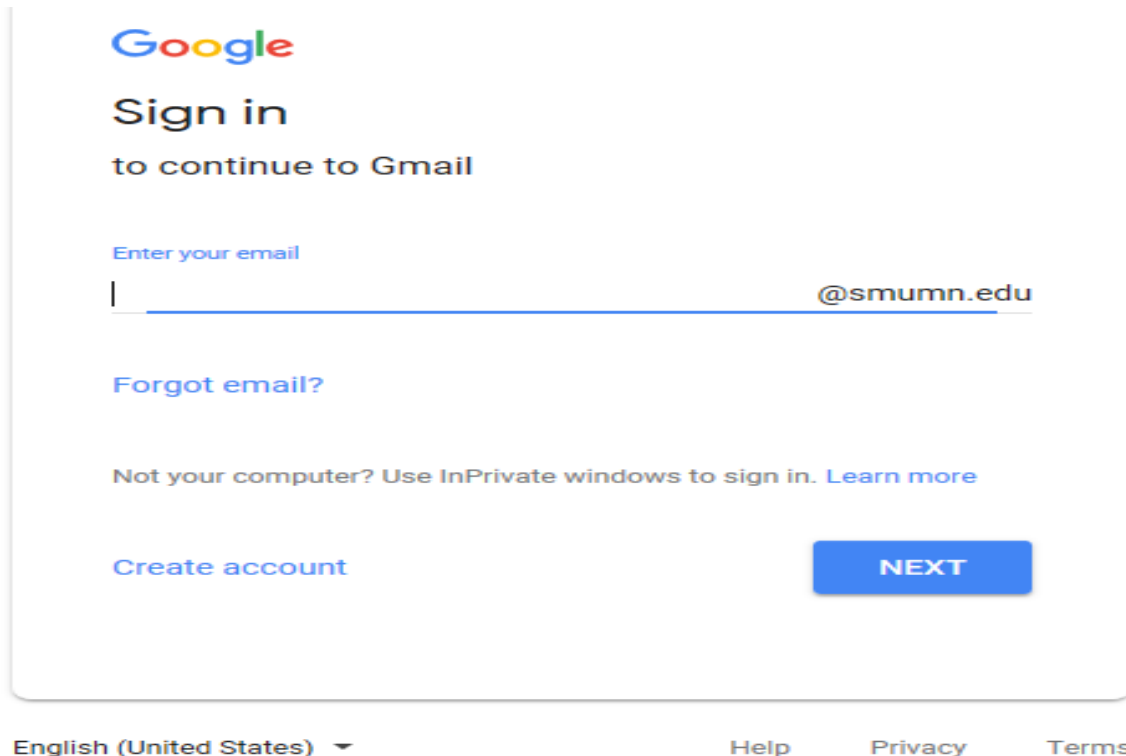 Google
Sign in
to continue to Gmail
Enter your email
@smumn.edu
Forgot email?
Not your computer? Use InPrivate windows to sign in. Learn more
Create account NEXT
English (United States) Help Privacy Terms